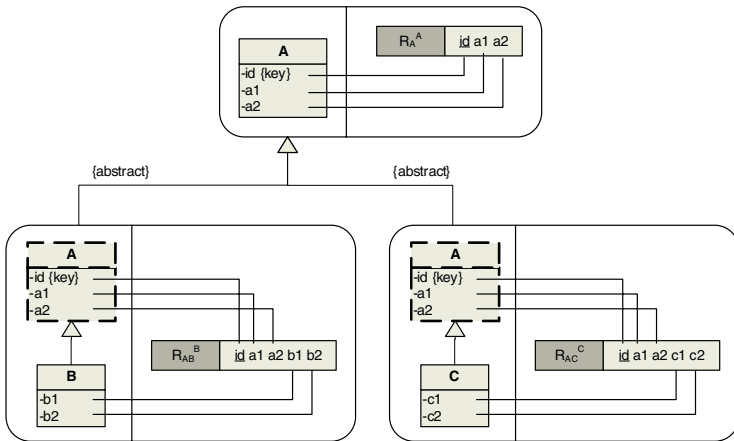 A
-id {key}
-a1
-a2
R_A^A id a1 a2
{abstract} {abstract}
A
-id {key}
-a1
-a2
R_AB^B id a1 a2 b1 b2
B
-b1
-b2
A
-id {key}
-a1
-a2
R_AC^C id a1 a2 c1 c2
C
-c1
-c2